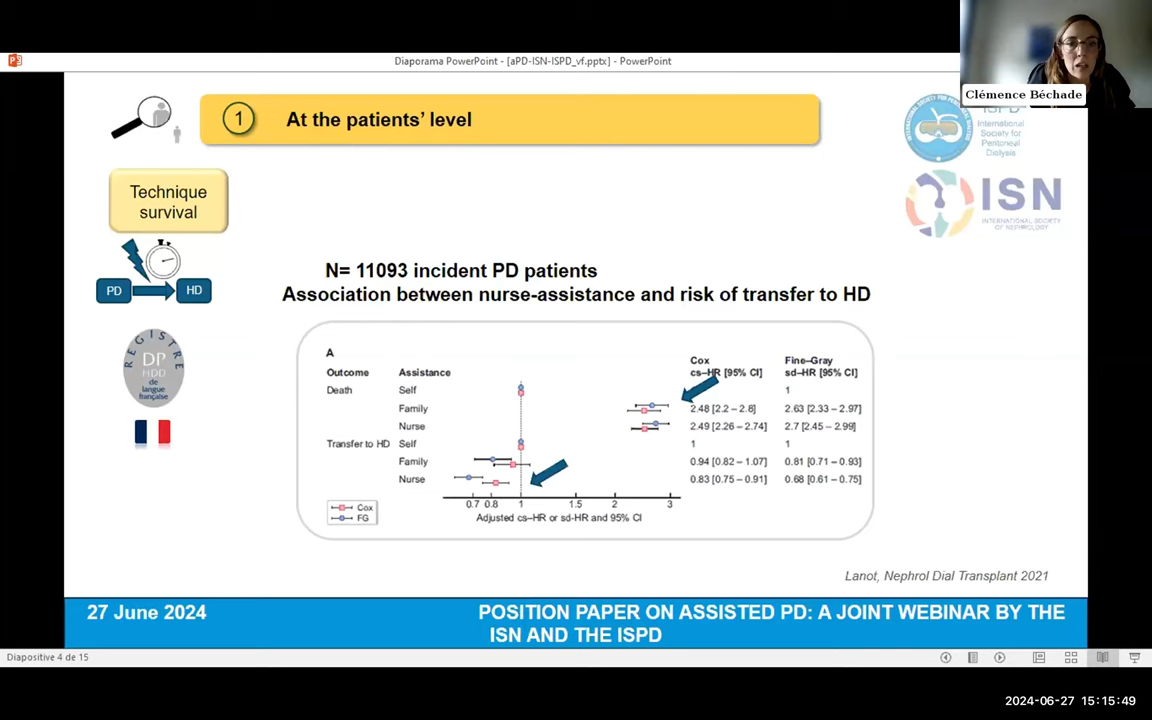 Diaporama PowerPoint - [aPD-ISN-ISPD_vf.pptx] - PowerPoint
Clémence Béchade
1 At the patients' level
ISPD
International
Society for
Peritoneal
Dialysis
ISN
INTERNATIONAL SOCIETY
OF NEPHROLOGY
Technique
survival
PD HD
REGISTRE
DP
HDD
de langue
française
N= 11093 incident PD patients
Association between nurse-assistance and risk of transfer to HD
A
Cox Fine–Gray
Outcome Assistance cs–HR [95% CI] sd–HR [95% CI]
Death Self 1
Family 2.48 [2.2 – 2.8] 2.63 [2.33 – 2.97]
Nurse 2.49 [2.26 – 2.74] 2.7 [2.45 – 2.99]
Transfer to HD Self 1 1
Family 0.94 [0.82 – 1.07] 0.81 [0.71 – 0.93]
Nurse 0.83 [0.75 – 0.91] 0.68 [0.61 – 0.75]
0.7 0.8 1 1.5 2 3
Adjusted cs–HR or sd-HR and 95% CI
Cox
FG
Lanot, Nephrol Dial Transplant 2021
27 June 2024
POSITION PAPER ON ASSISTED PD: A JOINT WEBINAR BY THE
ISN AND THE ISPD
Diapositive 4 de 15
2024-06-27 15:15:49